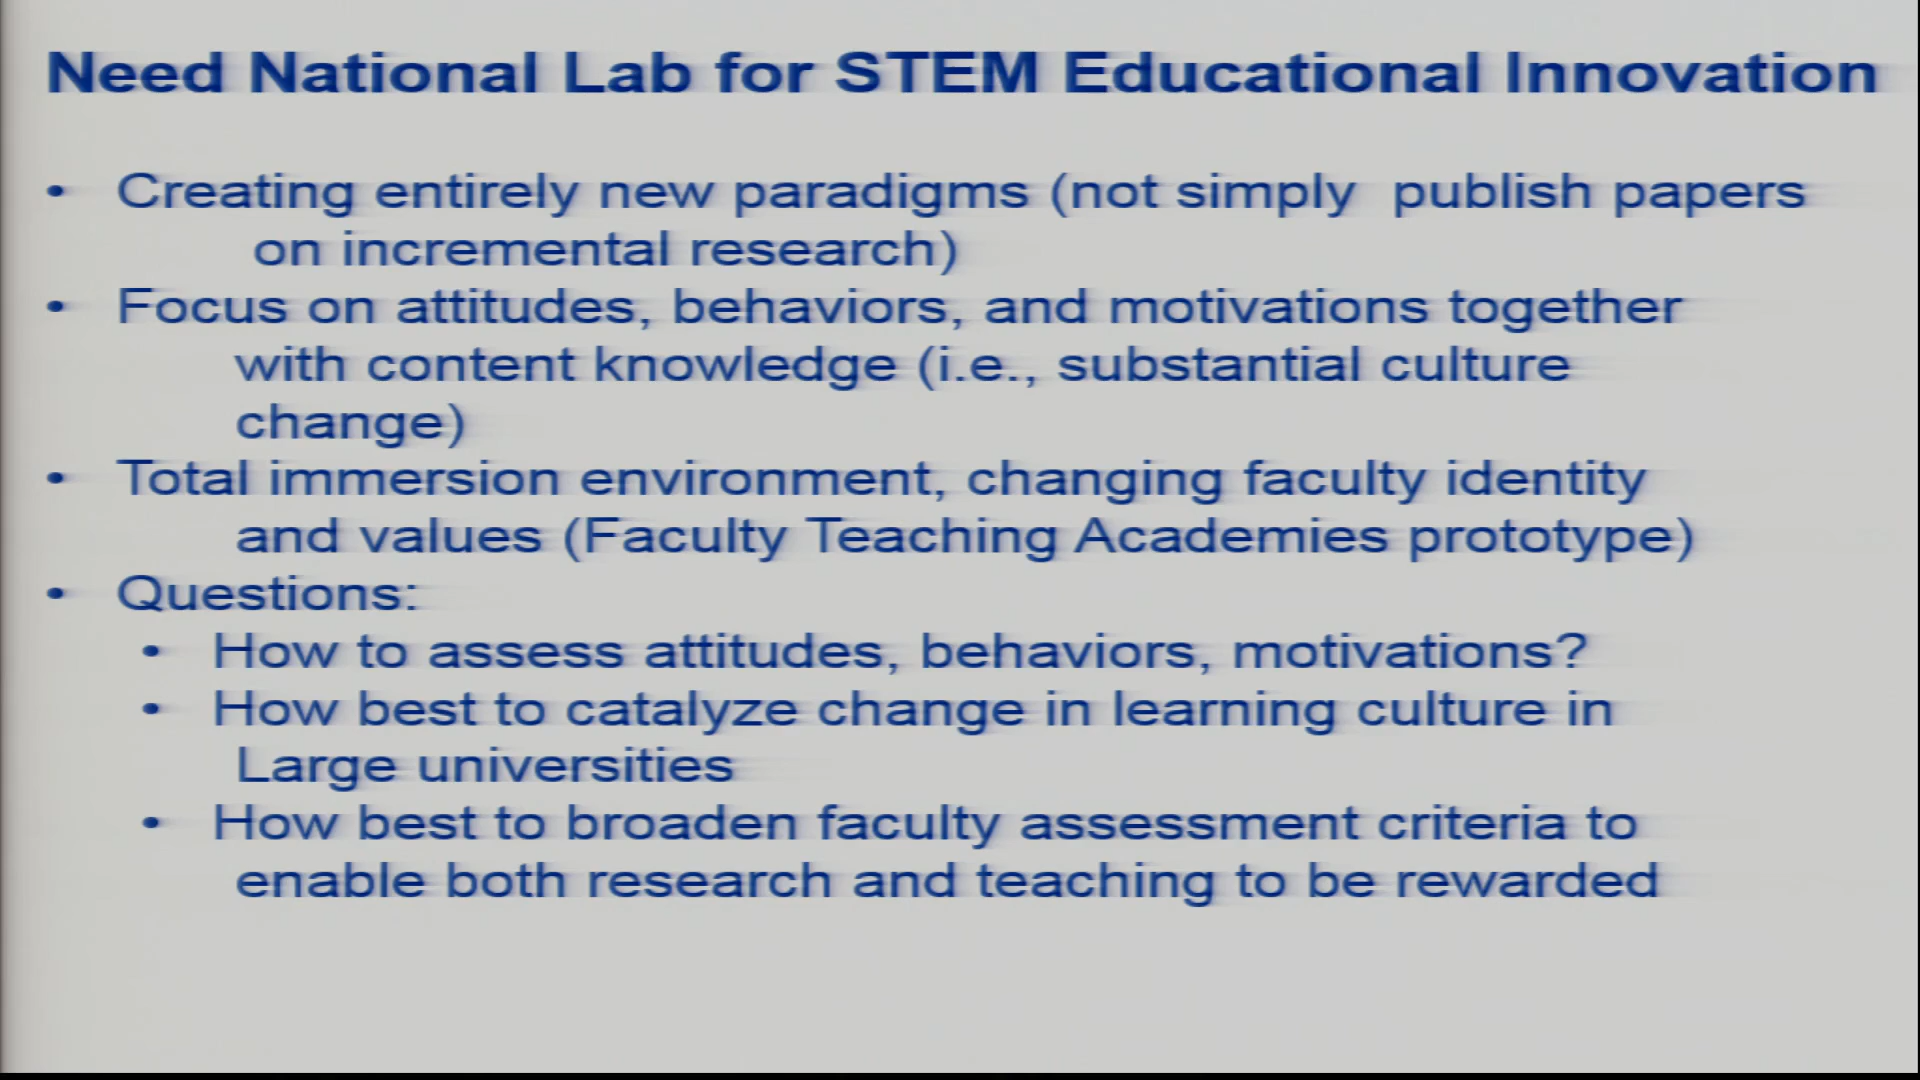 Need National Lab for STEM Educational Innovation
• Creating entirely new paradigms (not simply publish papers
on incremental research)
• Focus on attitudes, behaviors, and motivations together
with content knowledge (i.e., substantial culture
change)
• Total immersion environment, changing faculty identity
and values (Faculty Teaching Academies prototype)
• Questions:
• How to assess attitudes, behaviors, motivations?
• How best to catalyze change in learning culture in
Large universities
• How best to broaden faculty assessment criteria to
enable both research and teaching to be rewarded